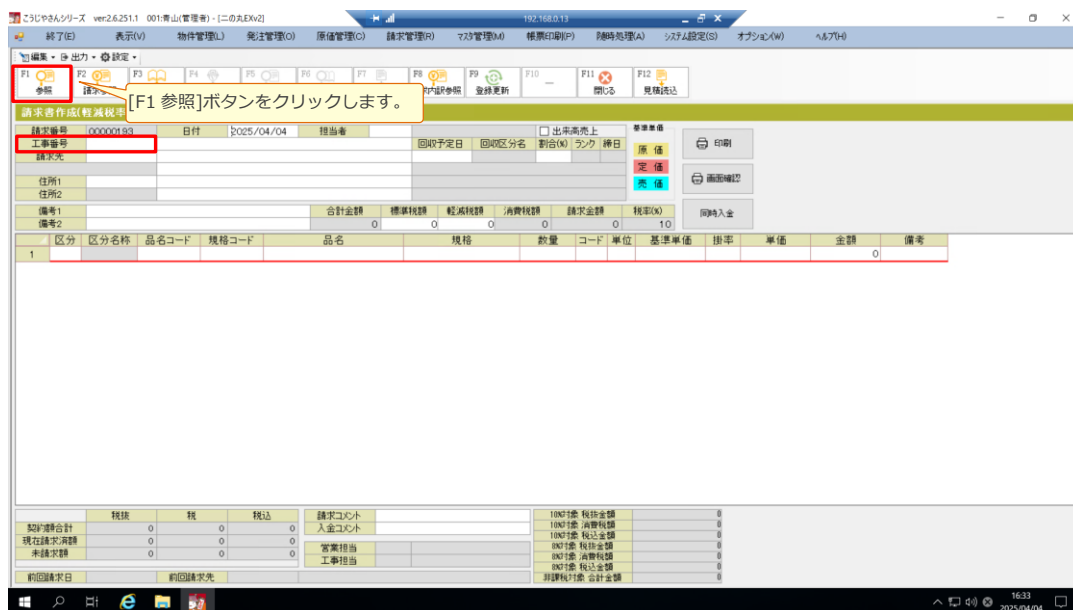 こうじやさんシリーズ ver:2.6.251.1 001:青山(管理者) - [二の丸EXv2]
192.168.0.13
終了(E) 表示(V) 物件管理(L) 発注管理(O) 原価管理(C) 請求管理(R) マスタ管理(M) 帳票印刷(P) 随時処理(A) システム設定(S) オプション(W) ヘルプ(H)
編集 出力 設定
F1 F2 F3 F4 F5 F6 F7 F8 F9 F10 F11 F12
参照 内訳参照 登録更新 閉じる 見積読込
[F1 参照]ボタンをクリックします。
請求書作成(軽減税率
請求番号 00000193 日付 2025/04/04 担当者 出来高売上 基準単価
工事番号 回収予定日 回収区分名 割合(%) ランク 締日 原 価 印刷
請求先 定 価
住所1 売 価 画面確認
住所2
備考1 合計金額 標準税額 軽減税額 消費税額 請求金額 税率(%) 同時入金
備考2 0 0 0 0 0 10
区分 区分名称 品名コード 規格コード 品名 規格 数量 コード 単位 基準単価 掛率 単価 金額 備考
1 0
税抜 税 税込 請求コメント 10%対象 税抜金額 0
契約額合計 0 0 0 入金コメント 10%対象 消費税額 0
現在請求済額 0 0 0 10%対象 税込金額 0
未請求額 0 0 0 営業担当 8%対象 税抜金額 0
工事担当 8%対象 消費税額 0
8%対象 税込金額 0
前回請求日 前回請求先 非課税対象 合計金額 0
16:33
2025/04/04